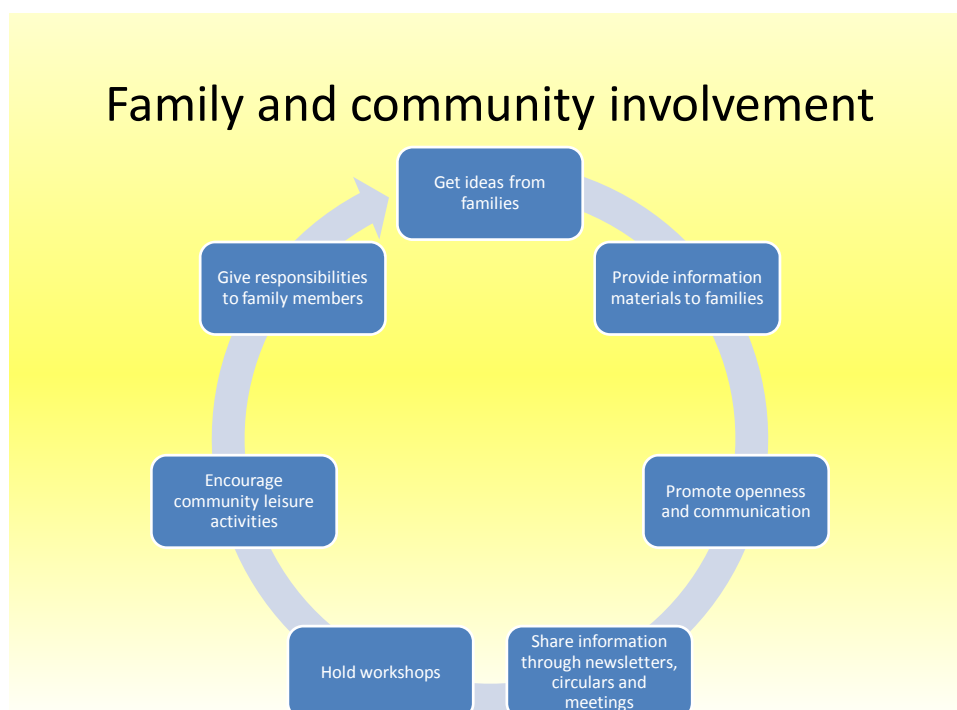 Family and community involvement
Get ideas from
families
Provide information
materials to families
Promote openness
and communication
Share information
through newsletters,
circulars and
meetings
Hold workshops
Encourage
community leisure
activities
Give responsibilities
to family members